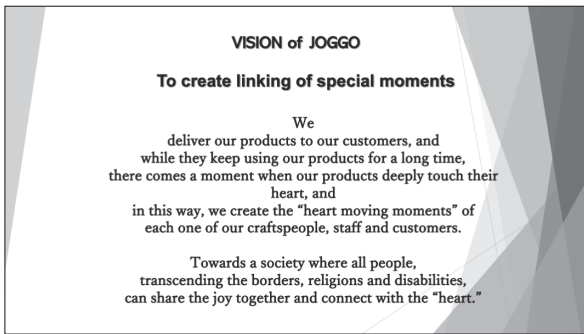 VISION of JOGGO
To create linking of special moments
We
deliver our products to our customers, and
while they keep using our products for a long time,
there comes a moment when our products deeply touch their
heart, and
in this way, we create the “heart moving moments” of
each one of our craftspeople, staff and customers.
Towards a society where all people,
transcending the borders, religions and disabilities,
can share the joy together and connect with the “heart.”